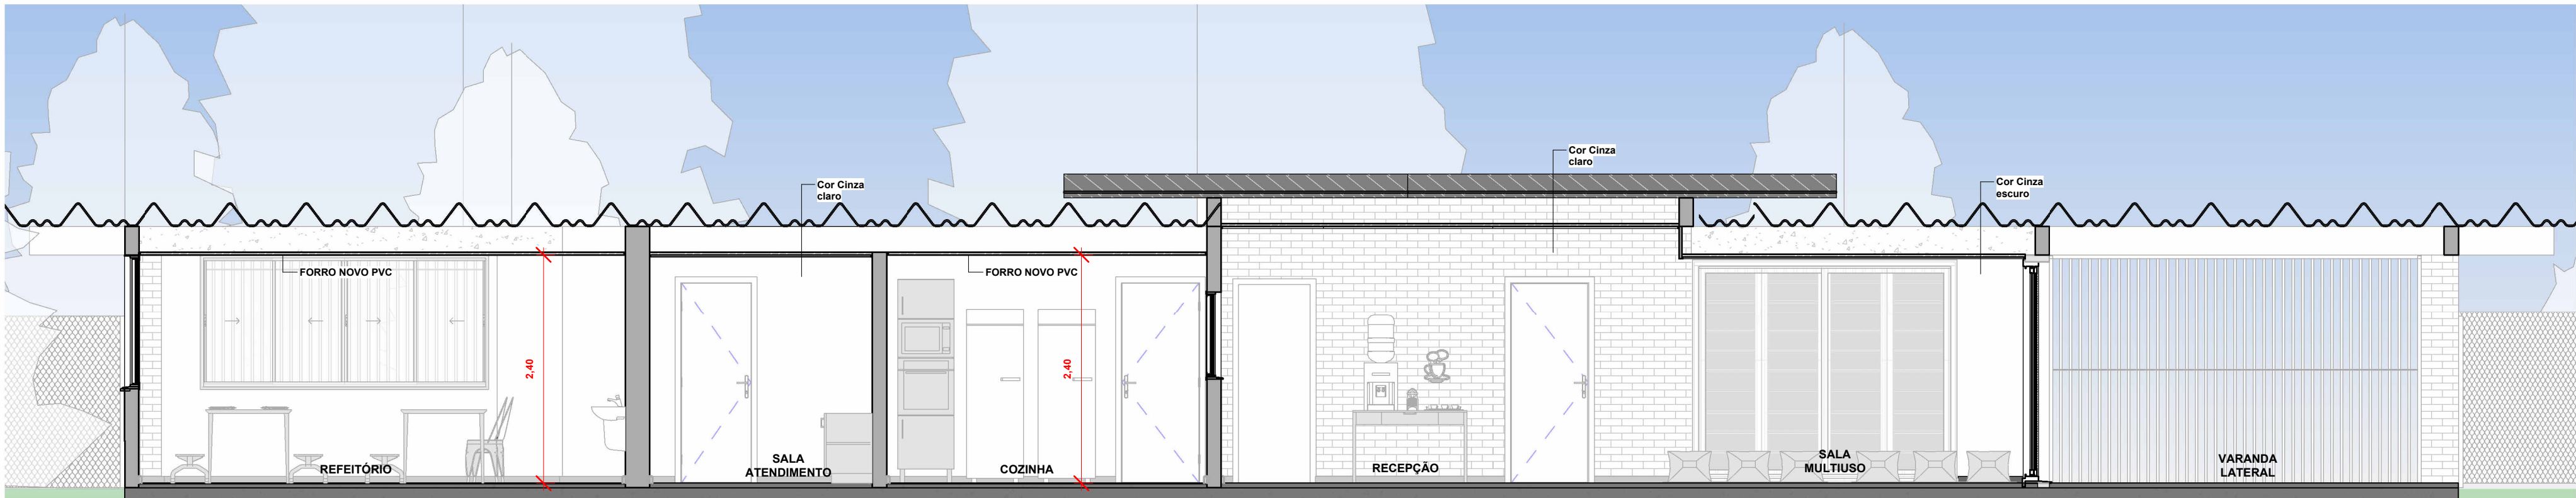 Cor Cinza
claro
Cor Cinza
claro
Cor Cinza
escuro
FORRO NOVO PVC
FORRO NOVO PVC
2,40
2,40
REFEITÓRIO
SALA
ATENDIMENTO
COZINHA
RECEPÇÃO
SALA
MULTIUSO
VARANDA
LATERAL